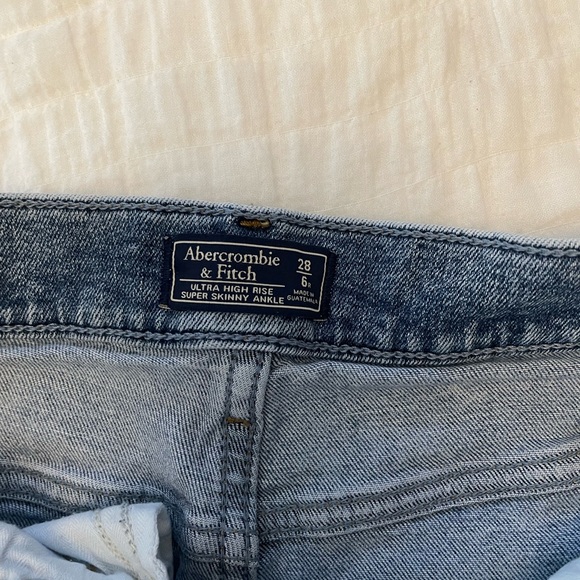 Abercrombie
& Fitch
ULTRA HIGH RISE
SUPER SKINNY ANKLE
28
6R
MADE IN
GUATEMALA